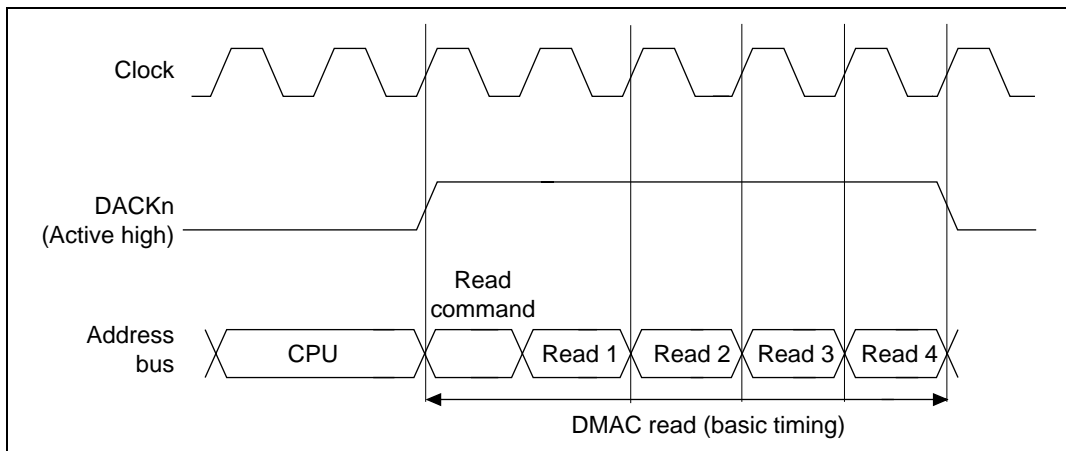 Clock
DACKn
(Active high)
Read
command
Address
bus
CPU
Read 1
Read 2
Read 3
Read 4
DMAC read (basic timing)